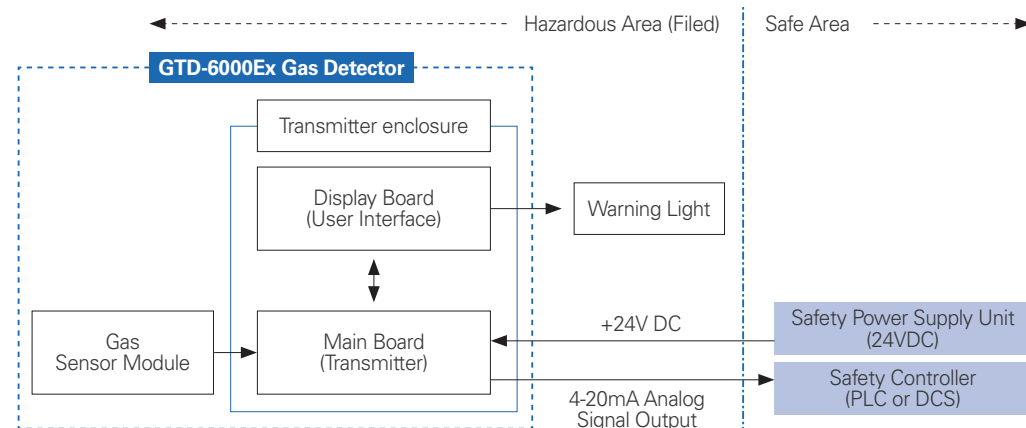 Hazardous Area (Filed)
Safe Area
GTD-6000Ex Gas Detector
Transmitter enclosure
Display Board
(User Interface)
Warning Light
Gas
Sensor Module
Main Board
(Transmitter)
+24V DC
Safety Power Supply Unit
(24VDC)
4-20mA Analog
Signal Output
Safety Controller
(PLC or DCS)